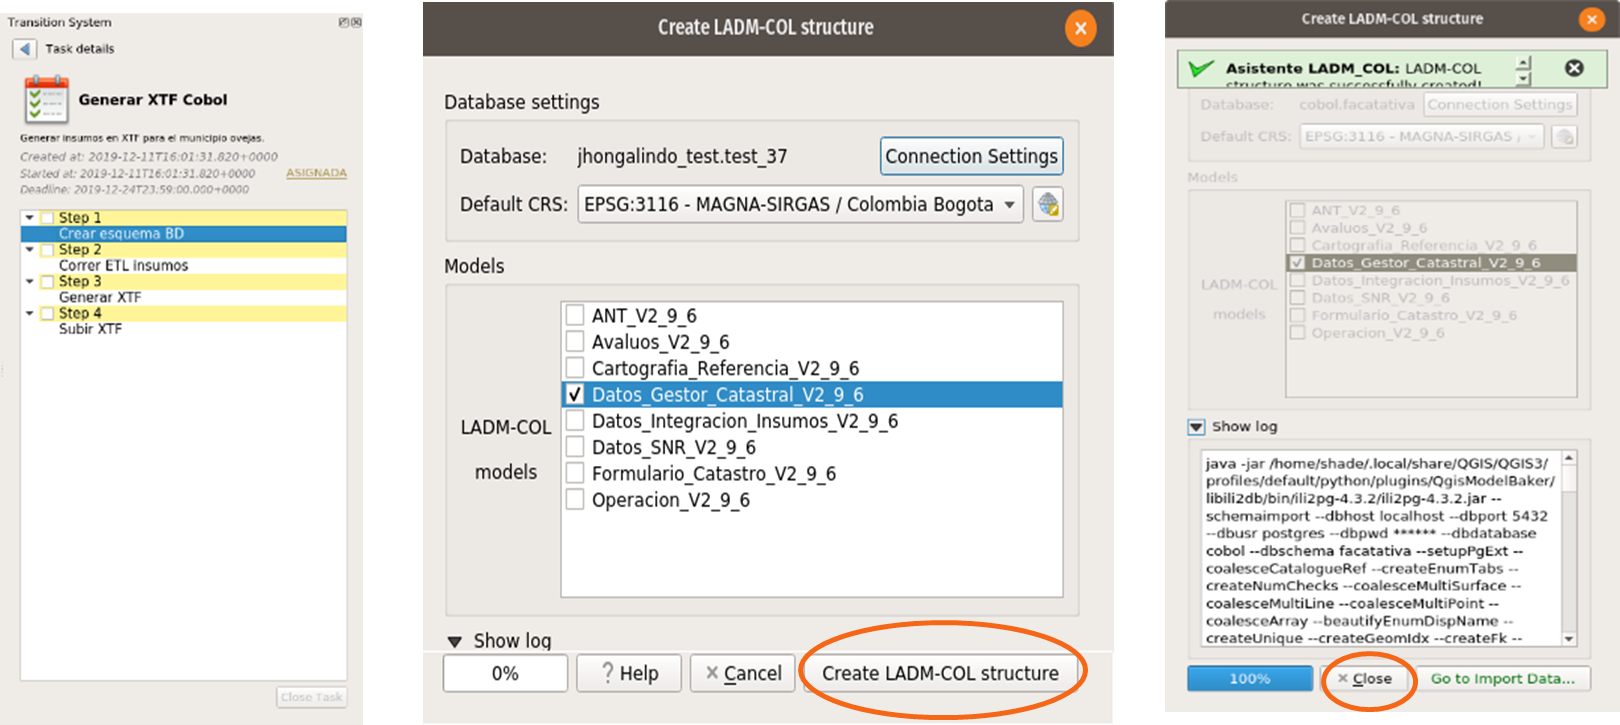 Transition System
Task details
Generar XTF Cobol
Generar insumos en XTF para el municipio ovejas.
Created at: 2019-12-11T16:01:31.820+0000
Started at: 2019-12-11T16:01:31.820+0000
ASIGNADA
Deadline: 2019-12-24T23:59:00.000+0000
Step 1
Crear esquema BD
Step 2
Correr ETL insumos
Step 3
Generar XTF
Step 4
Subir XTF
Close Task
Create LADM-COL structure
Database settings
Database: jhongalindo_test.test_37 Connection Settings
Default CRS: EPSG:3116 - MAGNA-SIRGAS / Colombia Bogota
Models
LADM-COL
models
ANT_V2_9_6
Avaluos_V2_9_6
Cartografia_Referencia_V2_9_6
Datos_Gestor_Catastral_V2_9_6
Datos_Integracion_Insumos_V2_9_6
Datos_SNR_V2_9_6
Formulario_Catastro_V2_9_6
Operacion_V2_9_6
Show log
0% ? Help Cancel Create LADM-COL structure
Create LADM-COL structure
Asistente LADM_COL: LADM-COL
structure was successfully created!
Database: cobol.facatativa Connection Settings
Default CRS: EPSG:3116 - MAGNA-SIRGAS /
Models
LADM-COL
models
ANT_V2_9_6
Avaluos_V2_9_6
Cartografia_Referencia_V2_9_6
Datos_Gestor_Catastral_V2_9_6
Datos_Integracion_Insumos_V2_9_6
Datos_SNR_V2_9_6
Formulario_Catastro_V2_9_6
Operacion_V2_9_6
Show log
java -jar /home/shade/.local/share/QGIS/QGIS3/
profiles/default/python/plugins/QgisModelBaker/
libili2db/bin/ili2pg-4.3.2/ili2pg-4.3.2.jar --
schemaimport --dbhost localhost --dbport 5432
--dbusr postgres --dbpwd ****** --dbdatabase
cobol --dbschema facatativa --setupPgExt --
coalesceCatalogueRef --createEnumTabs --
createNumChecks --coalesceMultiSurface --
coalesceMultiLine --coalesceMultiPoint --
coalesceArray --beautifyEnumDispName --
createUnique --createGeomIdx --createFk --
100% Close Go to Import Data...